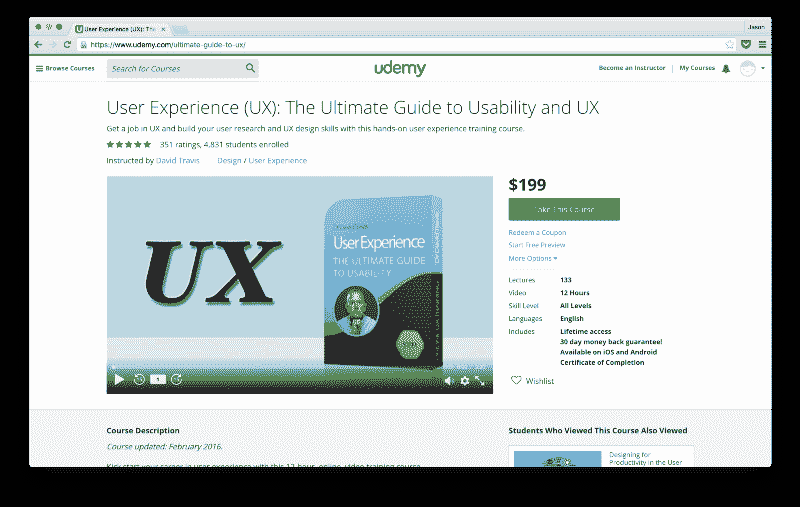 User Experience (UX): The
Jason
https://www.udemy.com/ultimate-guide-to-ux/
Browse Courses
Search for Courses
udemy
Become an Instructor
My Courses
User Experience (UX): The Ultimate Guide to Usability and UX
Get a job in UX and build your user research and UX design skills with this hands-on user experience training course.
351 ratings, 4,831 students enrolled
Instructed by David Travis Design / User Experience
UX
User Experience
THE ULTIMATE GUIDE
TO USABILITY
$199
Take This Course
Redeem a Coupon
Start Free Preview
More Options
Lectures 133
Video 12 Hours
Skill Level All Levels
Languages English
Includes Lifetime access
30 day money back guarantee!
Available on iOS and Android
Certificate of Completion
Wishlist
Course Description
Course updated: February 2016.
Kick start your career in user experience with this 12-hour, online, video training course
Students Who Viewed This Course Also Viewed
Designing for
Productivity in the User